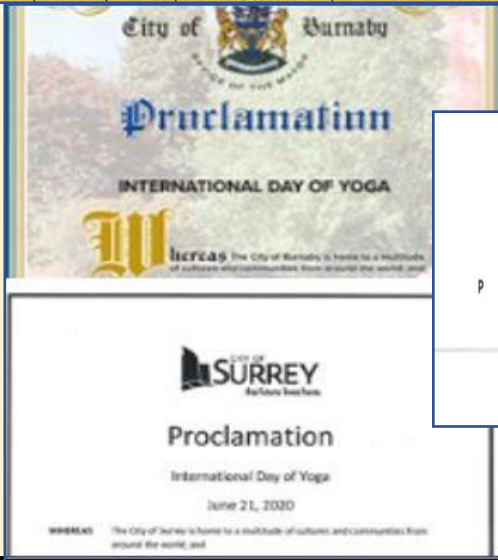 City of Burnaby
OFFICE OF THE MAYOR
Proclamation
INTERNATIONAL DAY OF YOGA
Whereas The City of Burnaby is home to a multitude
of cultures and communities from around the world; and
P
CITY OF
SURREY
the future lives here.
Proclamation
International Day of Yoga
June 21, 2020
WHEREAS The City of Surrey is home to a multitude of cultures and communities from
around the world; and